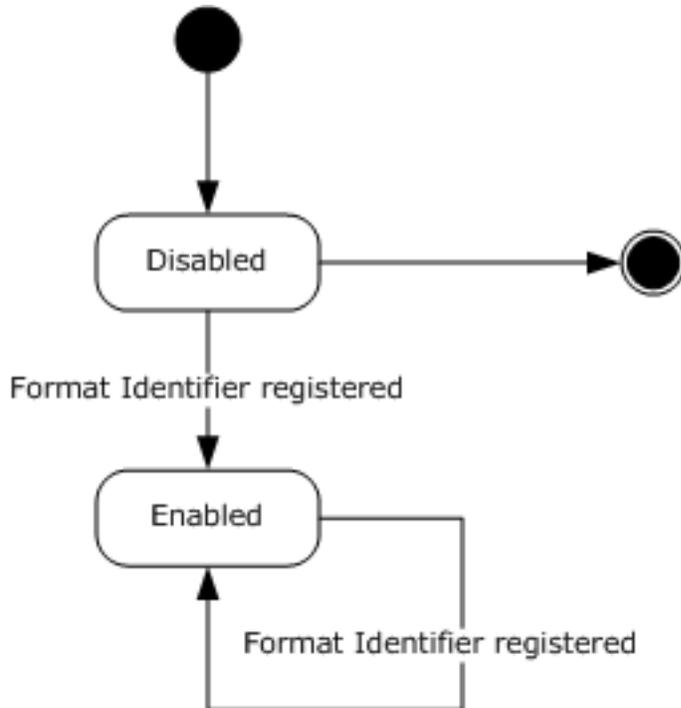 Disabled
Format Identifier registered
Enabled
Format Identifier registered